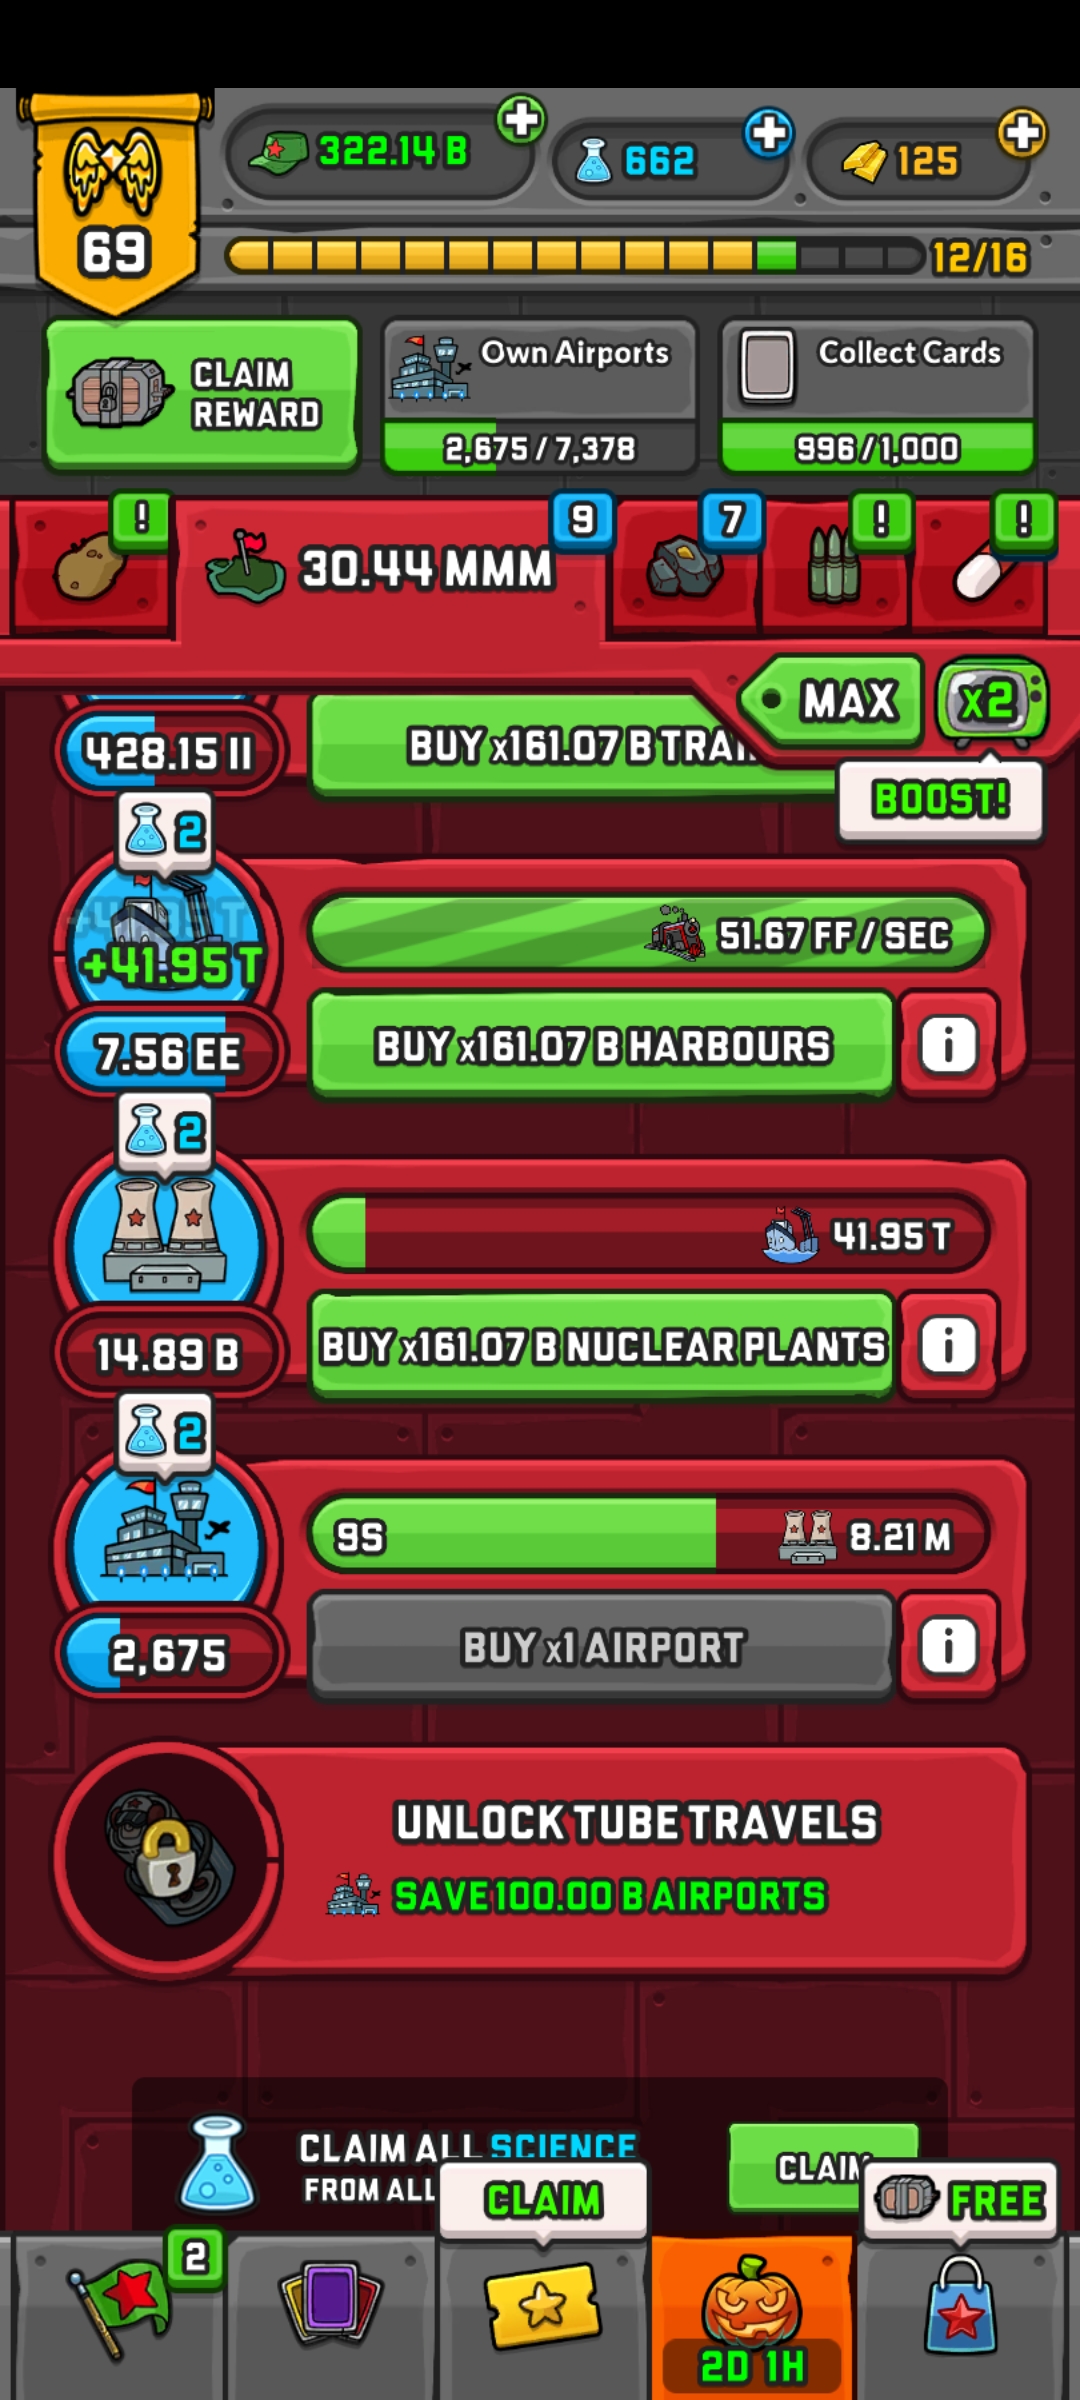 322.14 B
662
125
69
12/16
CLAIM
REWARD
Own Airports
2,675/7,378
Collect Cards
996/1,000
!
30.44 MMM
9
7
!
!
MAX
x2
BOOST!
428.15 II
BUY x161.07 B
2
+41.95 T
51.67 FF / SEC
7.56 EE
BUY x161.07 B HARBOURS
i
2
41.95 T
14.89 B
BUY x161.07 B NUCLEAR PLANTS
i
2
9S
8.21 M
2,675
BUY x1 AIRPORT
i
UNLOCK TUBE TRAVELS
SAVE 100.00 B AIRPORTS
CLAIM ALL SCIENCE
FROM ALL
CLAIM
CLAIM
FREE
2
2D 1H